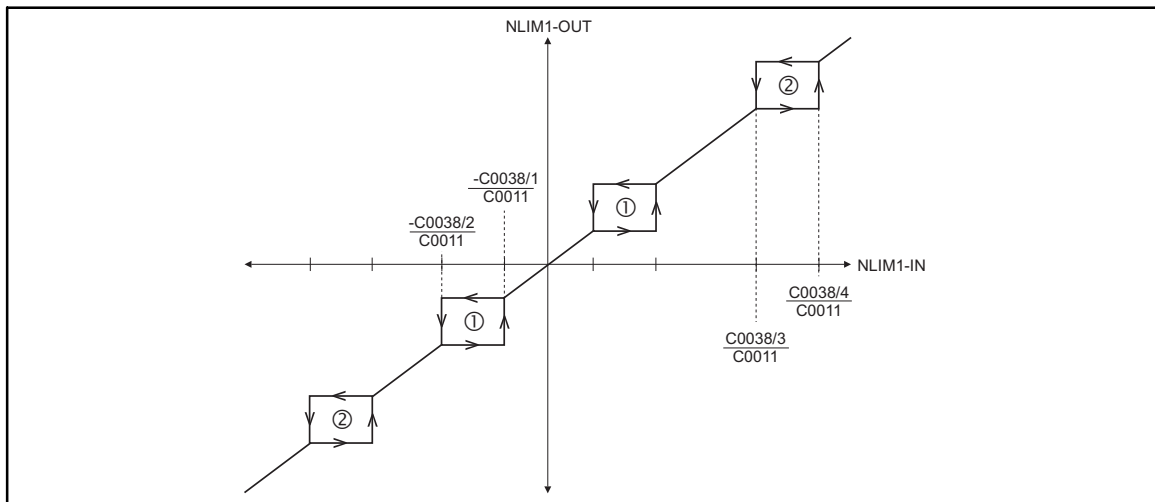 NLIM1-OUT
②
-C0038/1
C0011
①
-C0038/2
C0011
NLIM1-IN
C0038/4
C0011
①
C0038/3
C0011
②